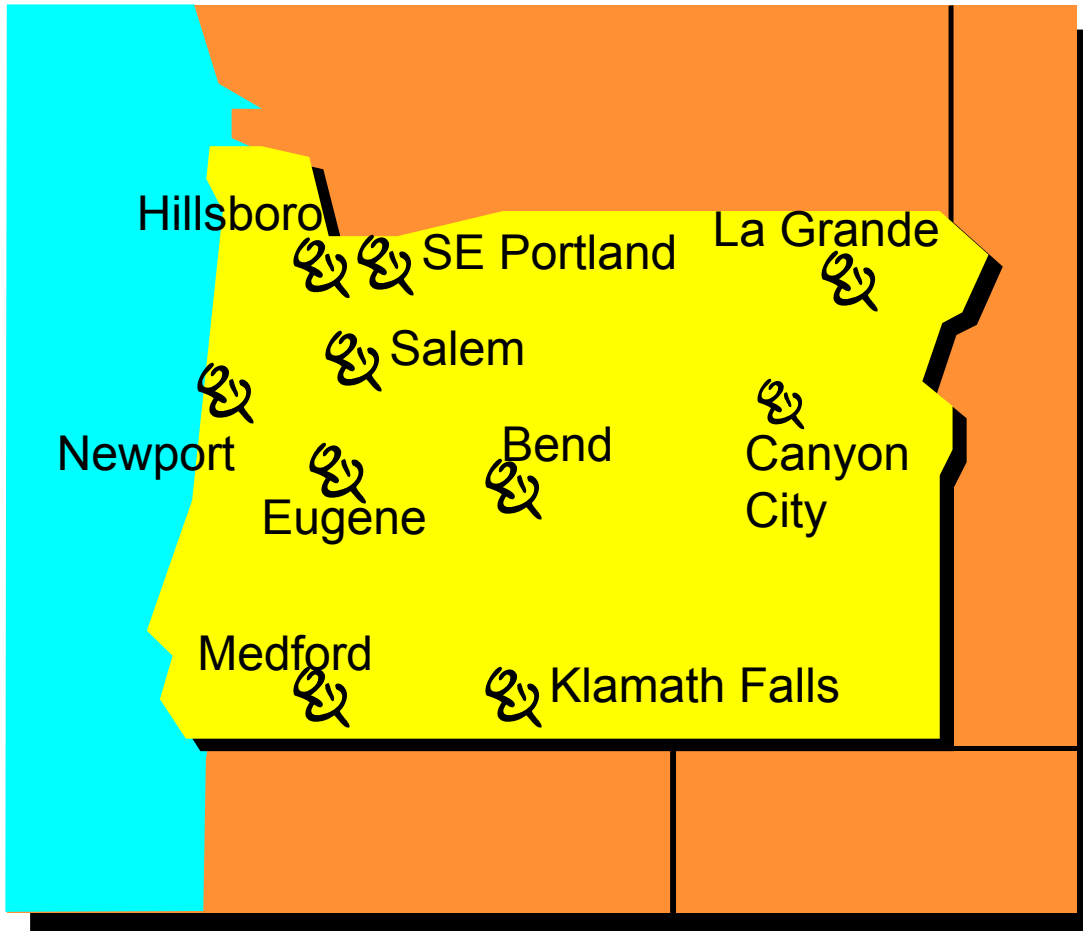 Hillsboro
La Grande
SE Portland
Salem
Bend
Newport
Canyon
City
Eugene
Medford
Klamath Falls